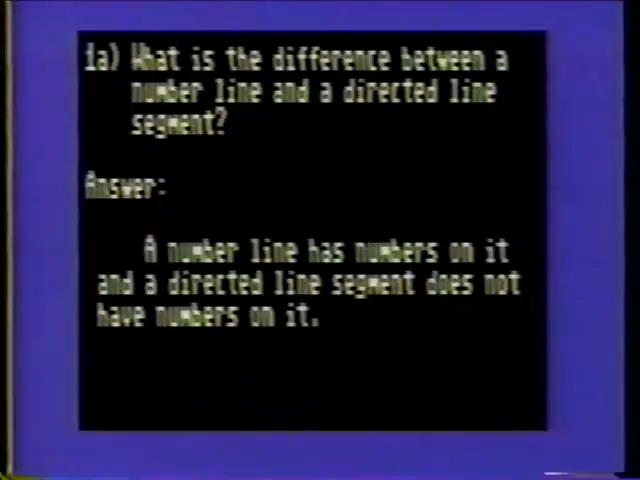 1a) What is the difference between a
number line and a directed line
segment?
Answer:
A number line has numbers on it
and a directed line segment does not
have numbers on it.